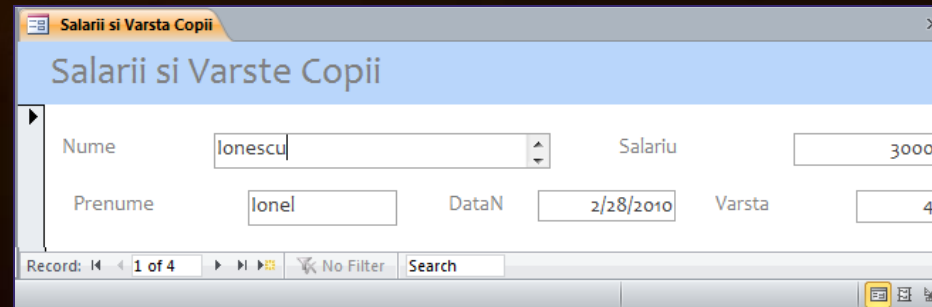 Salarii si Varsta Copii
Salarii si Varste Copii
Nume Ionescu Salariu 3000
Prenume Ionel DataN 2/28/2010 Varsta 4
Record: 1 of 4 No Filter Search